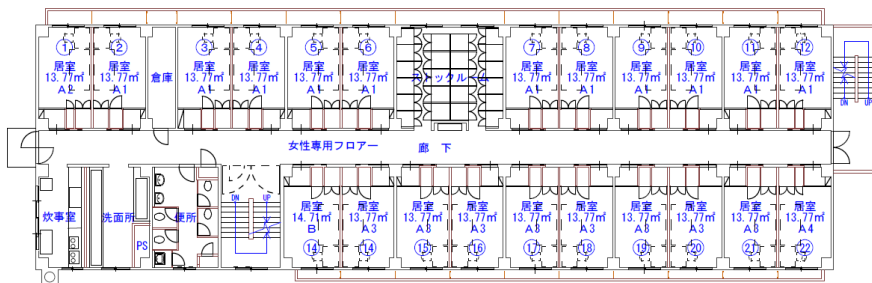 ① ② ③ ④ ⑤ ⑥ ⑦ ⑧ ⑨ ⑩ ⑪ ⑫
居室 居室 倉庫 居室 居室 居室 居室 ストックルーム 居室 居室 居室 居室 居室 居室
13.77㎡ 13.77㎡ 13.77㎡ 13.77㎡ 13.77㎡ 13.77㎡ 13.77㎡ 13.77㎡ 13.77㎡ 13.77㎡ 13.77㎡ 13.77㎡
A2 A1 A1 A1 A1 A1 A1 A1 A1 A1 A1 A1
DN UP
女性専用フロアー 廊 下
DN UP
炊事室 洗面所 便所 居室 居室 居室 居室 居室 居室 居室 居室 居室 居室
14.71㎡ 13.77㎡ 13.77㎡ 13.77㎡ 13.77㎡ 13.77㎡ 13.77㎡ 13.77㎡ 13.77㎡ 13.77㎡
B A3 A3 A3 A3 A3 A3 A3 A3 A4
PS ⑭ ⑭ ⑮ ⑯ ⑰ ⑱ ⑲ ⑳ ㉑ ㉒